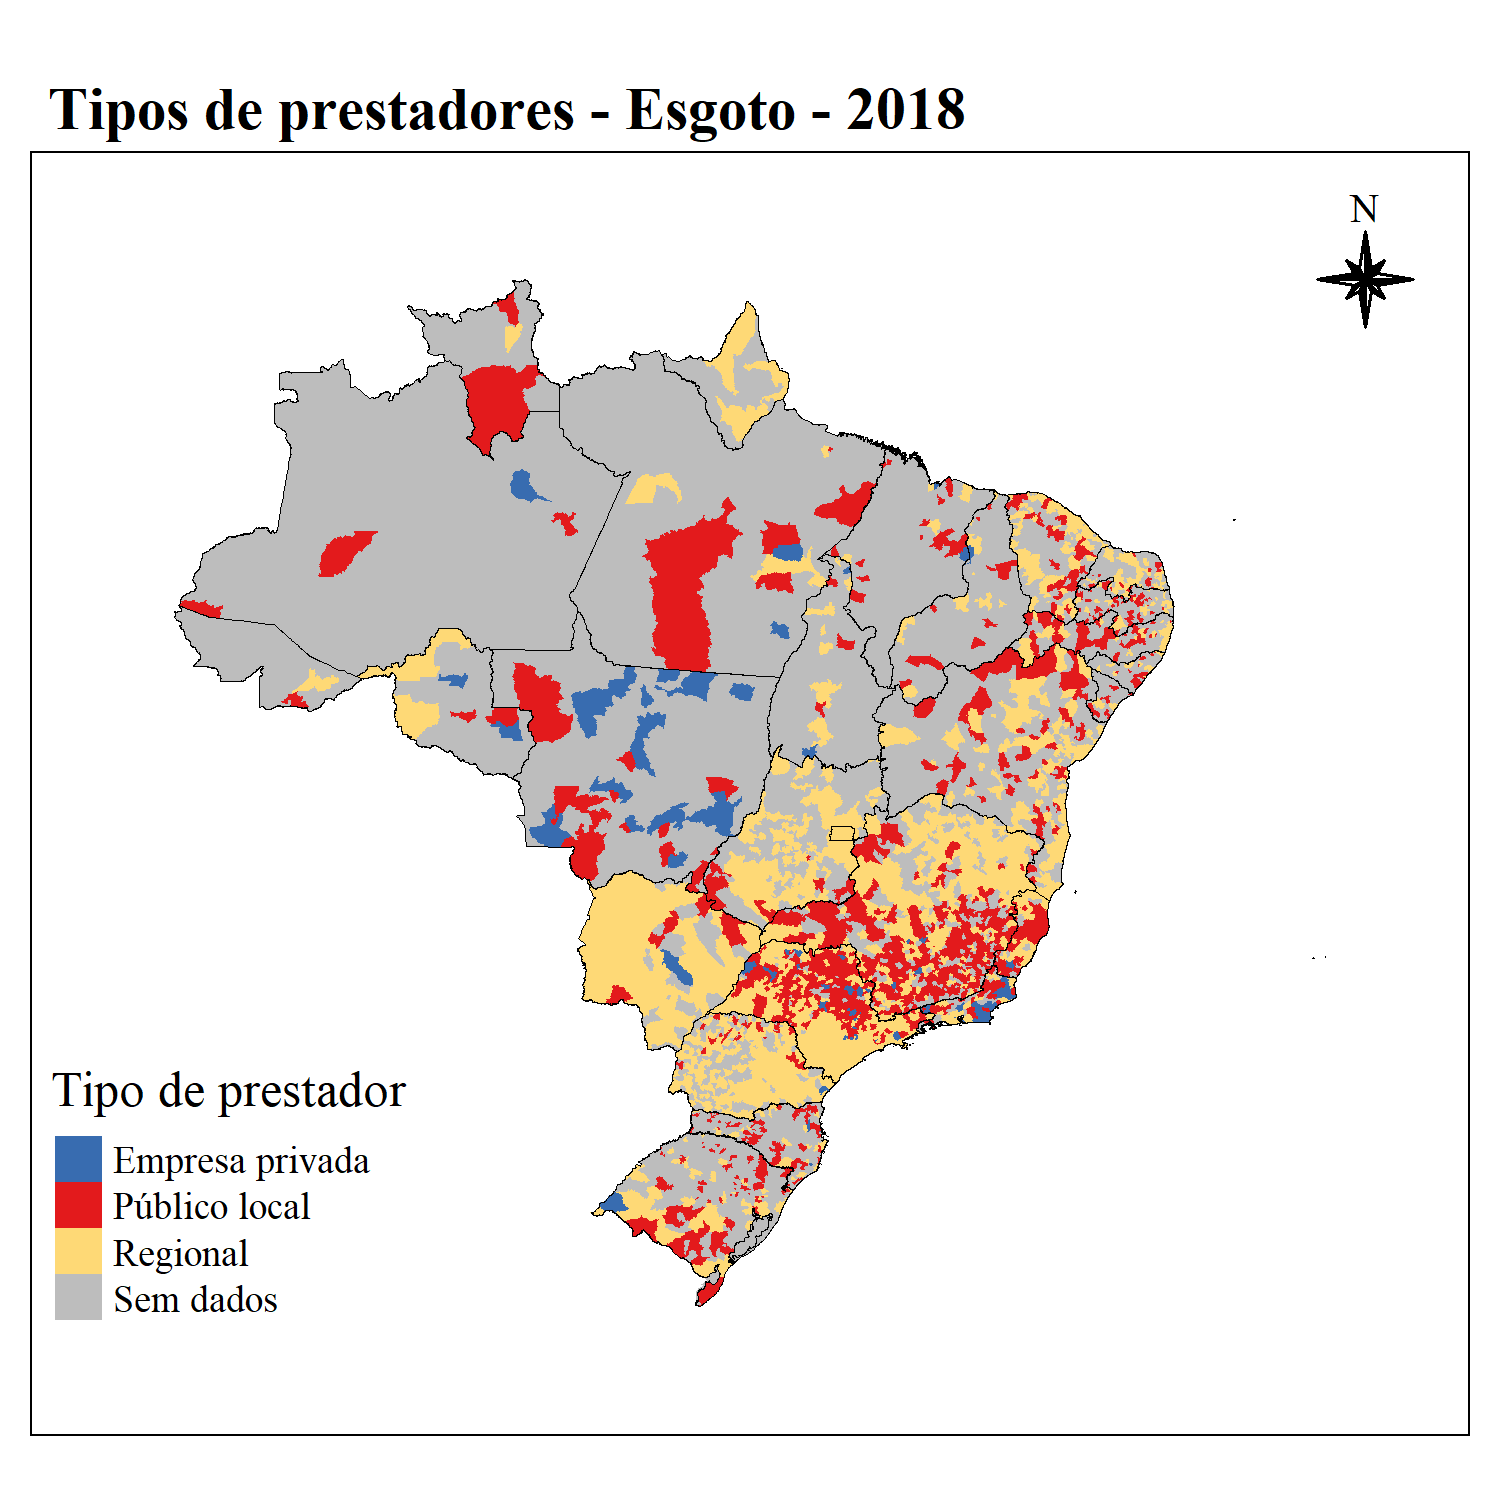 Tipos de prestadores - Esgoto - 2018
N
Tipo de prestador
Empresa privada
Público local
Regional
Sem dados